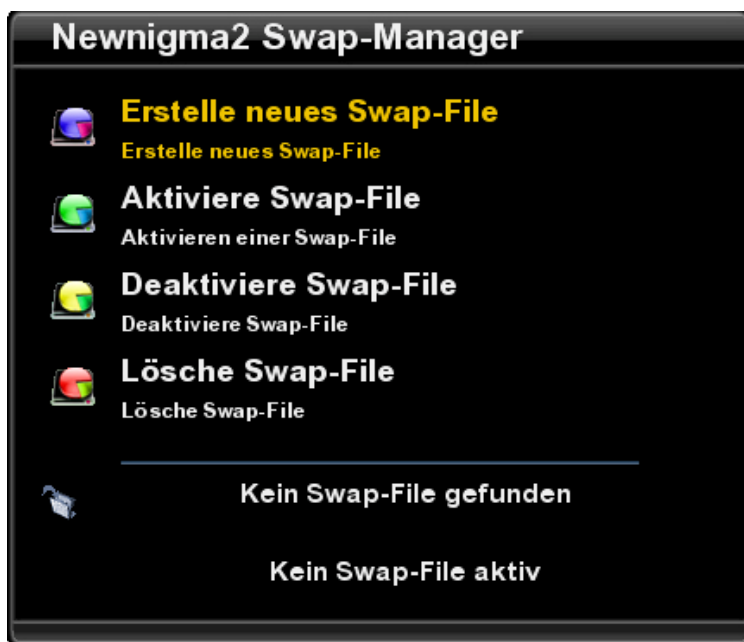 Newnigma2 Swap-Manager
Erstelle neues Swap-File
Erstelle neues Swap-File
Aktiviere Swap-File
Aktivieren einer Swap-File
Deaktiviere Swap-File
Deaktiviere Swap-File
Lösche Swap-File
Lösche Swap-File
Kein Swap-File gefunden
Kein Swap-File aktiv